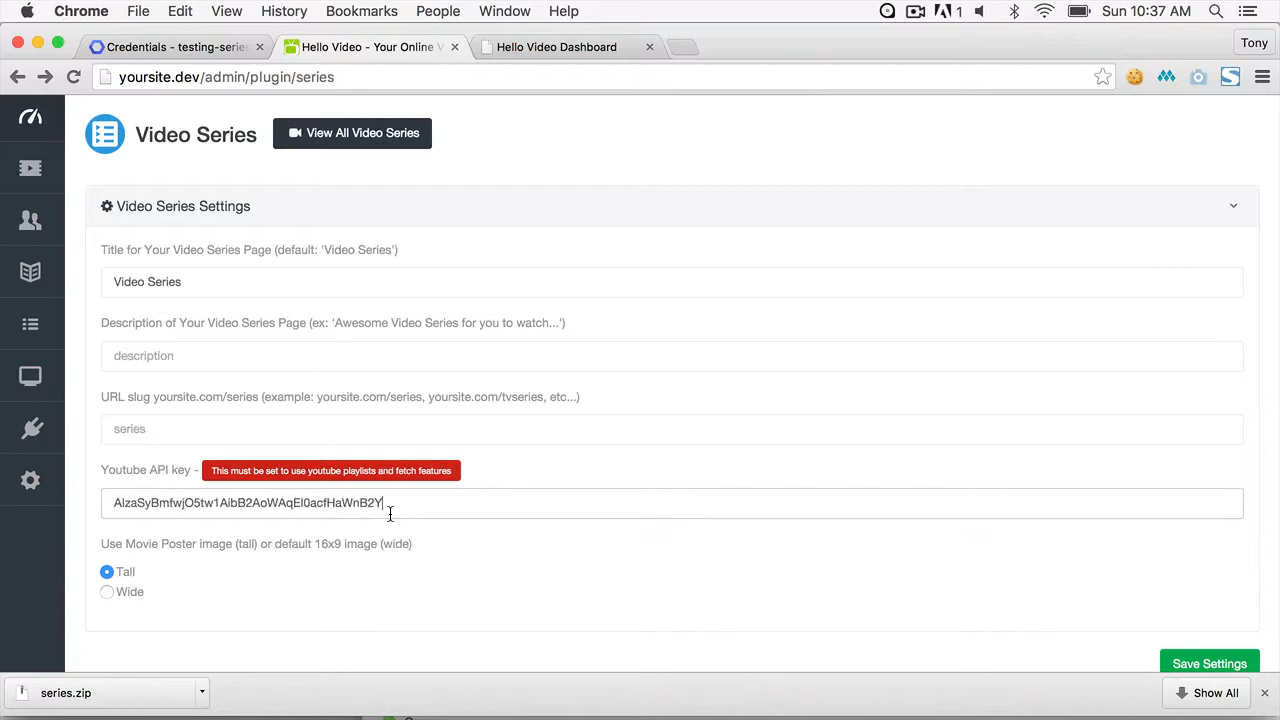 Chrome File Edit View History Bookmarks People Window Help 1 Sun 10:37 AM
Credentials - testing-serie Hello Video - Your Online V Hello Video Dashboard Tony
yoursite.dev/admin/plugin/series
Video Series View All Video Series
Video Series Settings
Title for Your Video Series Page (default: 'Video Series')
Video Series
Description of Your Video Series Page (ex: 'Awesome Video Series for you to watch...')
description
URL slug yoursite.com/series (example: yoursite.com/series, yoursite.com/tvseries, etc...)
series
Youtube API key - This must be set to use youtube playlists and fetch features
AIzaSyBmfwjO5tw1AibB2AoWAqEl0acfHaWnB2Y
Use Movie Poster image (tall) or default 16x9 image (wide)
Tall
Wide
Save Settings
series.zip Show All